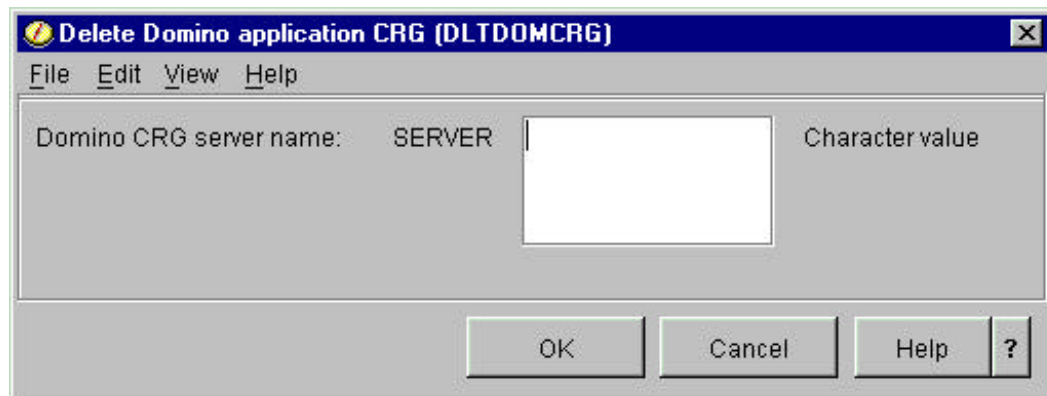 Delete Domino application CRG (DLTDOMCRG)
File Edit View Help
Domino CRG server name: SERVER Character value
OK Cancel Help ?